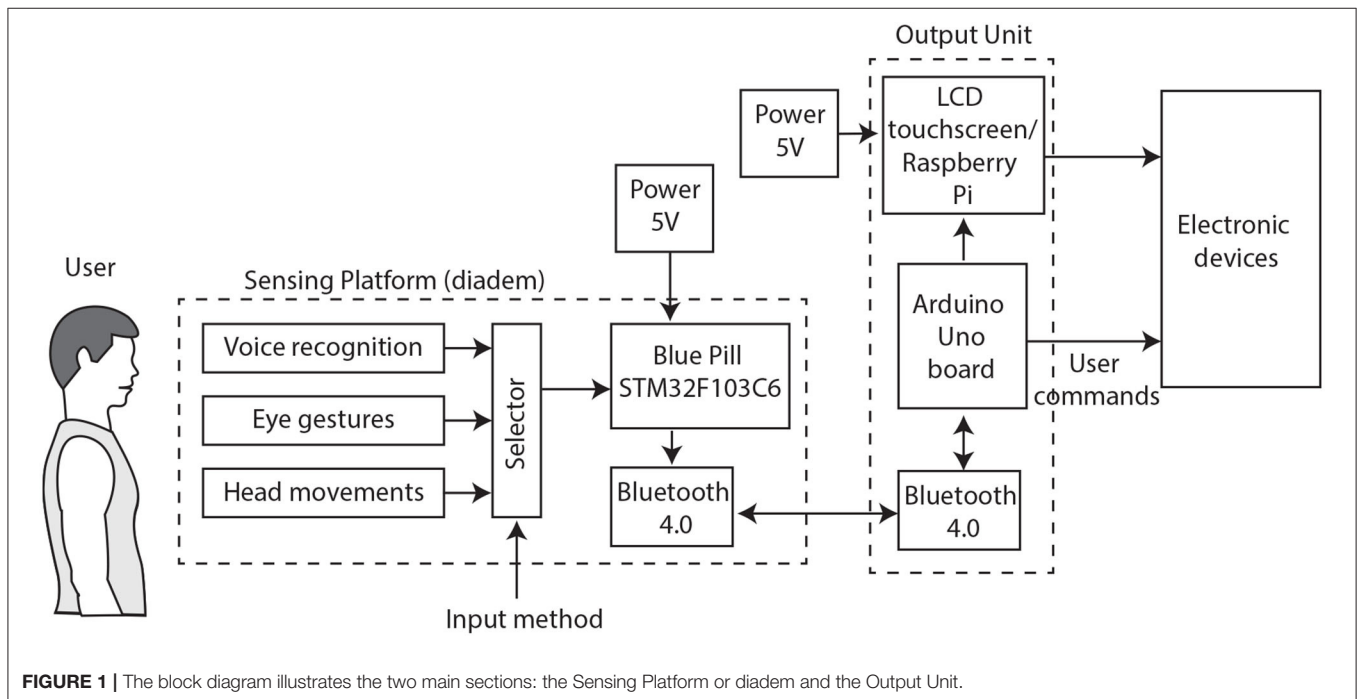 Output Unit
Power
5V
LCD
touchscreen/
Raspberry
Pi
Power
5V
Electronic
devices
User
Sensing Platform (diadem)
Voice recognition
Eye gestures
Head movements
Selector
Blue Pill
STM32F103C6
Arduino
Uno
board
User
commands
Bluetooth
4.0
Bluetooth
4.0
Input method
FIGURE 1 | The block diagram illustrates the two main sections: the Sensing Platform or diadem and the Output Unit.